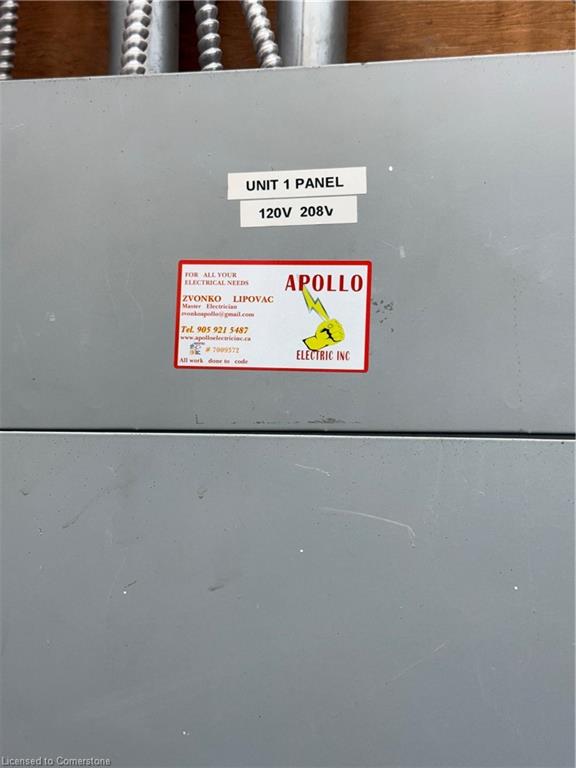 UNIT 1 PANEL
120V 208V
FOR ALL YOUR
ELECTRICAL NEEDS
ZVONKO LIPOVAC
Master Electrician
zvonkoapollo@gmail.com
Tel. 905 921 5487
www.apolloelectricinc.ca
# 7009572
All work done to code
APOLLO
ELECTRIC INC
Licensed to Cornerstone